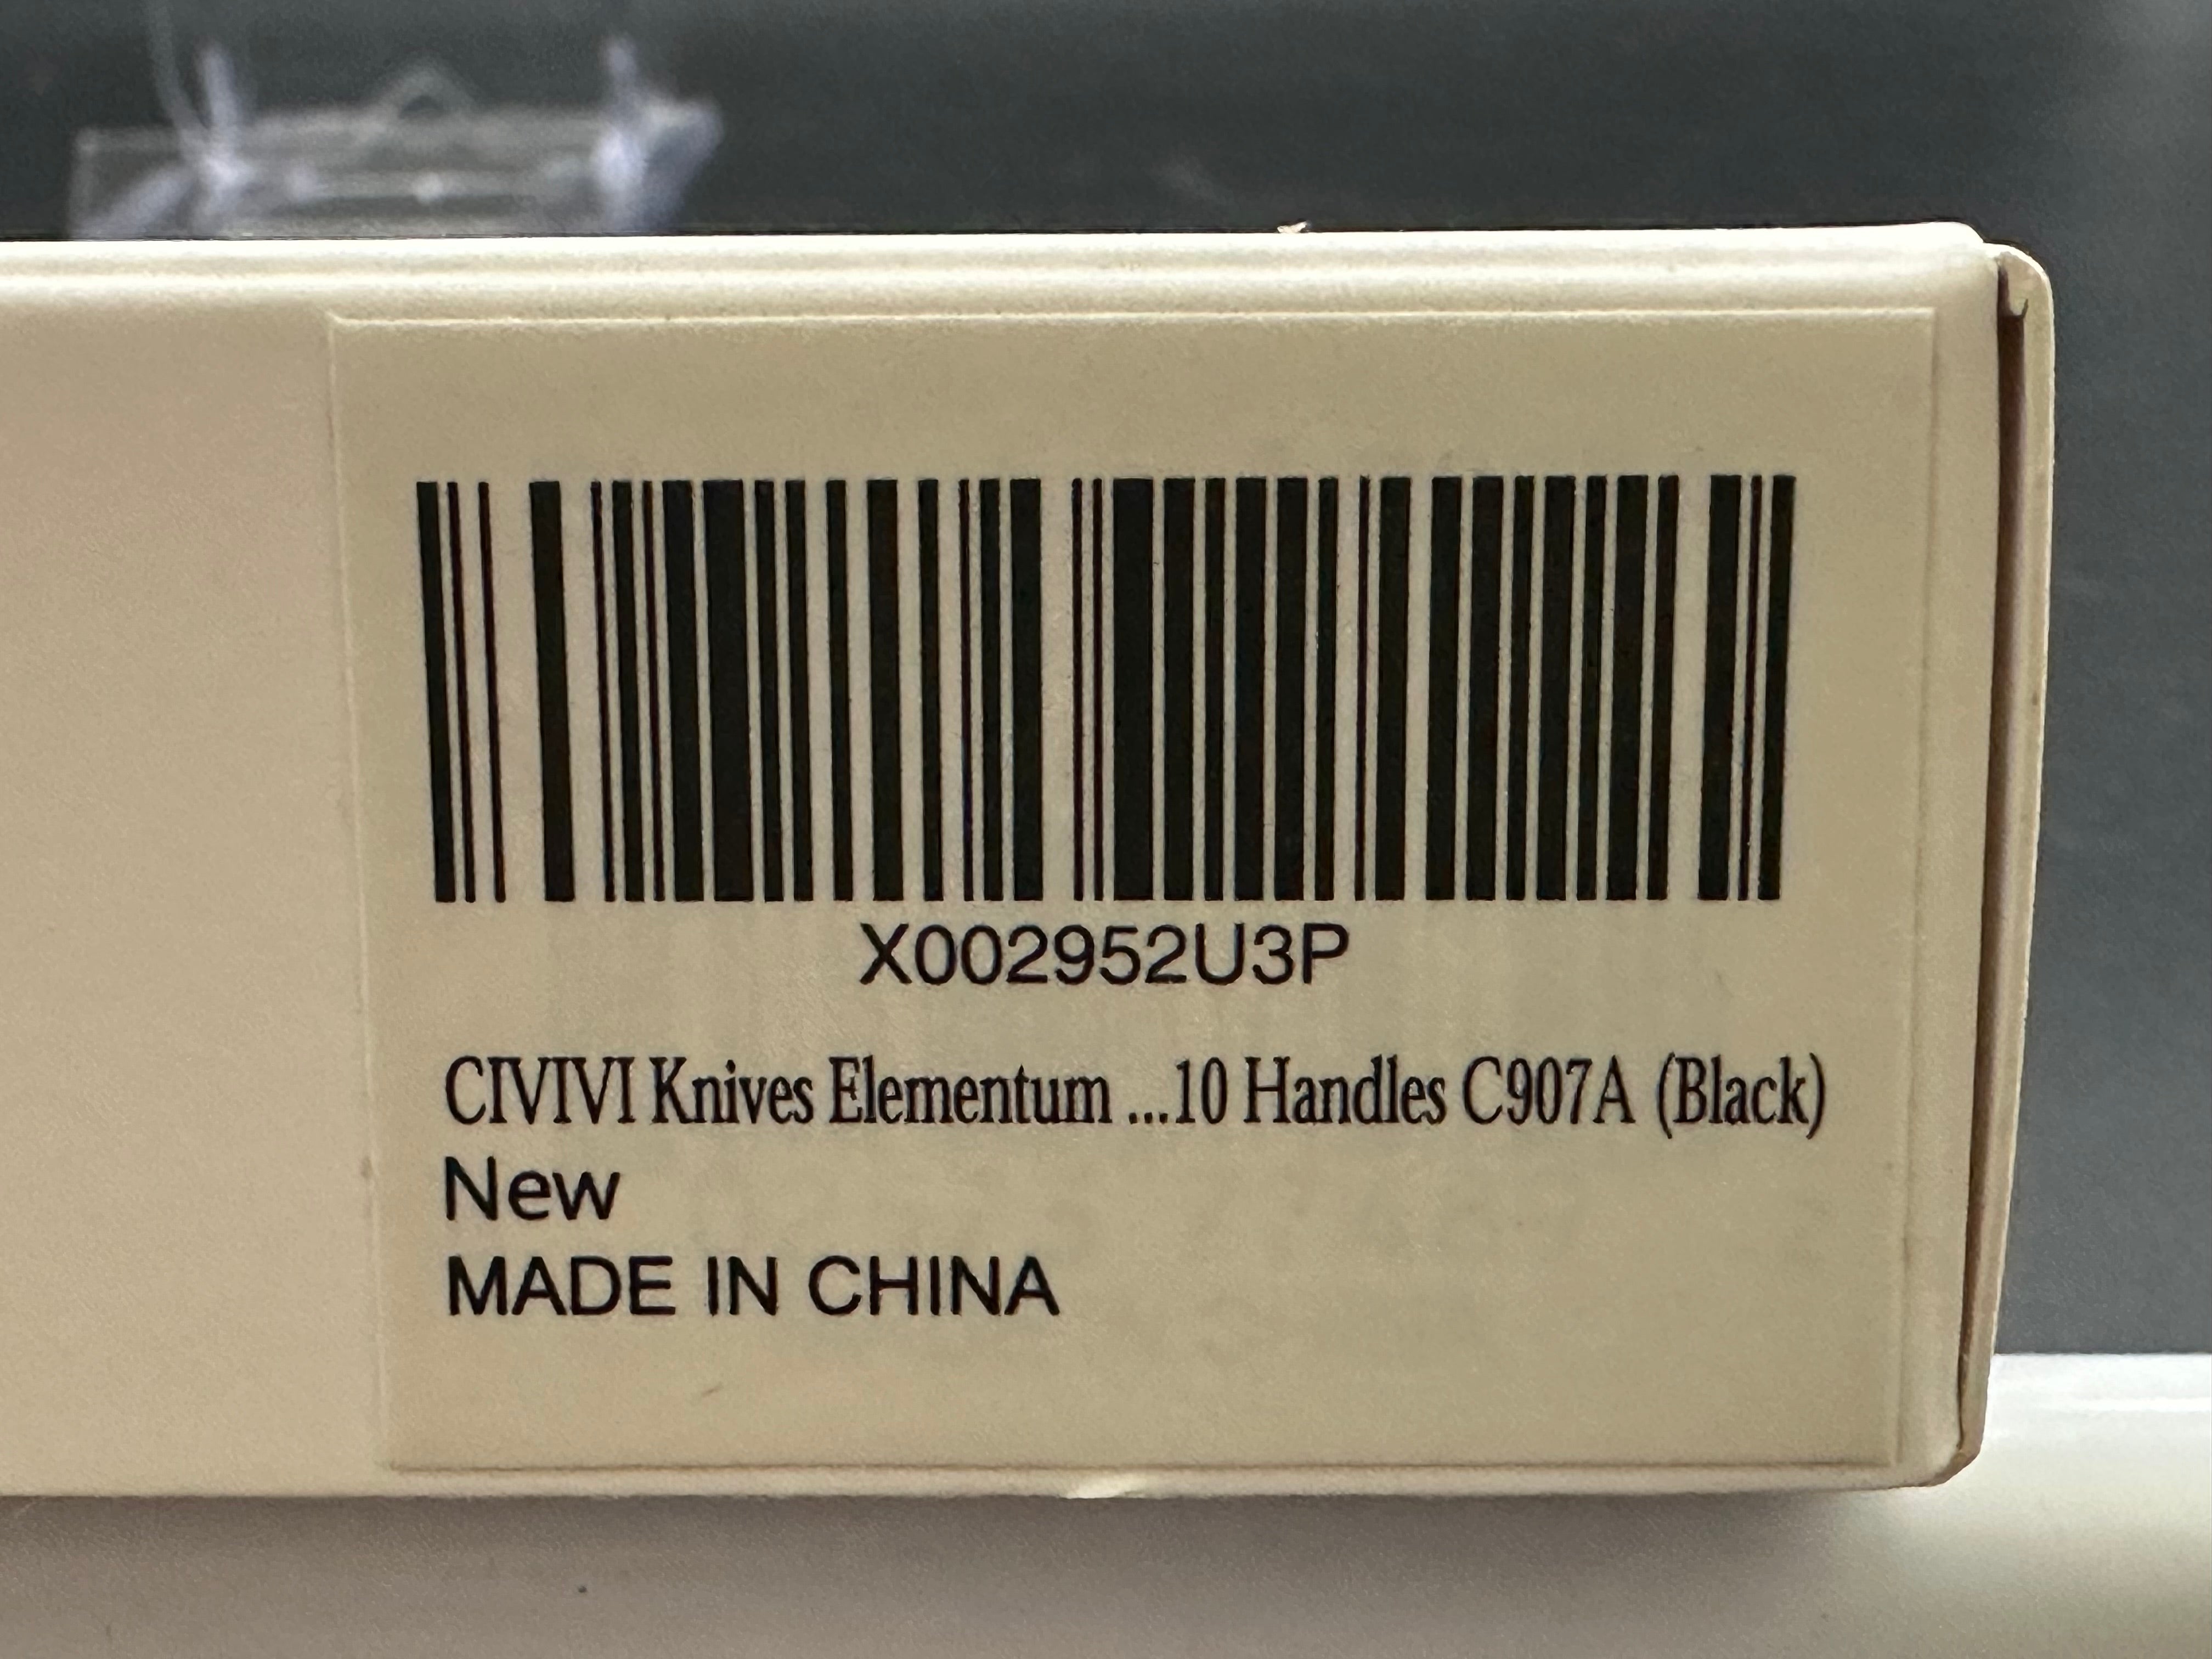 X002952U3P
CIVIVI Knives Elementum ...10 Handles C907A (Black)
New
MADE IN CHINA